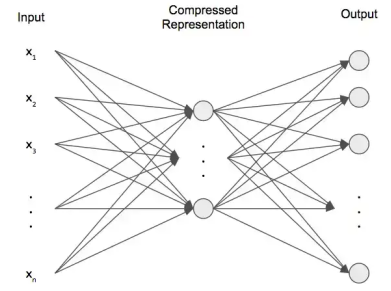 Input
Compressed
Representation
Output
x1
x2
x3
.
.
.
xn
.
.
.
.
.
.